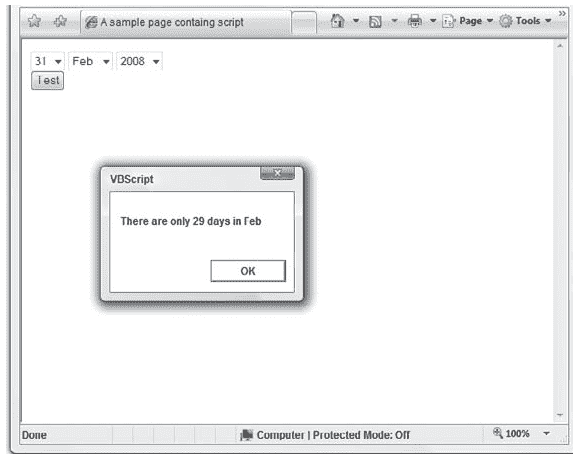 A sample page containg script
Page
Tools
»
31 Feb 2008
Test
VBScript
There are only 29 days in Feb
OK
Done
Computer | Protected Mode: Off
100%